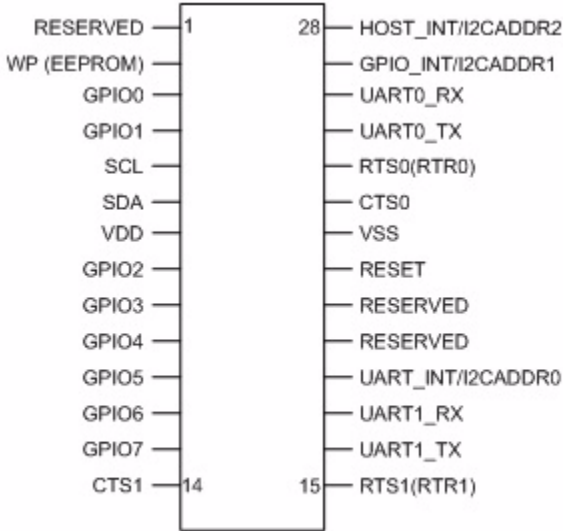 RESERVED 1 28 HOST_INT/I2CADDR2
WP (EEPROM) GPIO_INT/I2CADDR1
GPIO0 UART0_RX
GPIO1 UART0_TX
SCL RTS0(RTR0)
SDA CTS0
VDD VSS
GPIO2 RESET
GPIO3 RESERVED
GPIO4 RESERVED
GPIO5 UART_INT/I2CADDR0
GPIO6 UART1_RX
GPIO7 UART1_TX
CTS1 14 15 RTS1(RTR1)